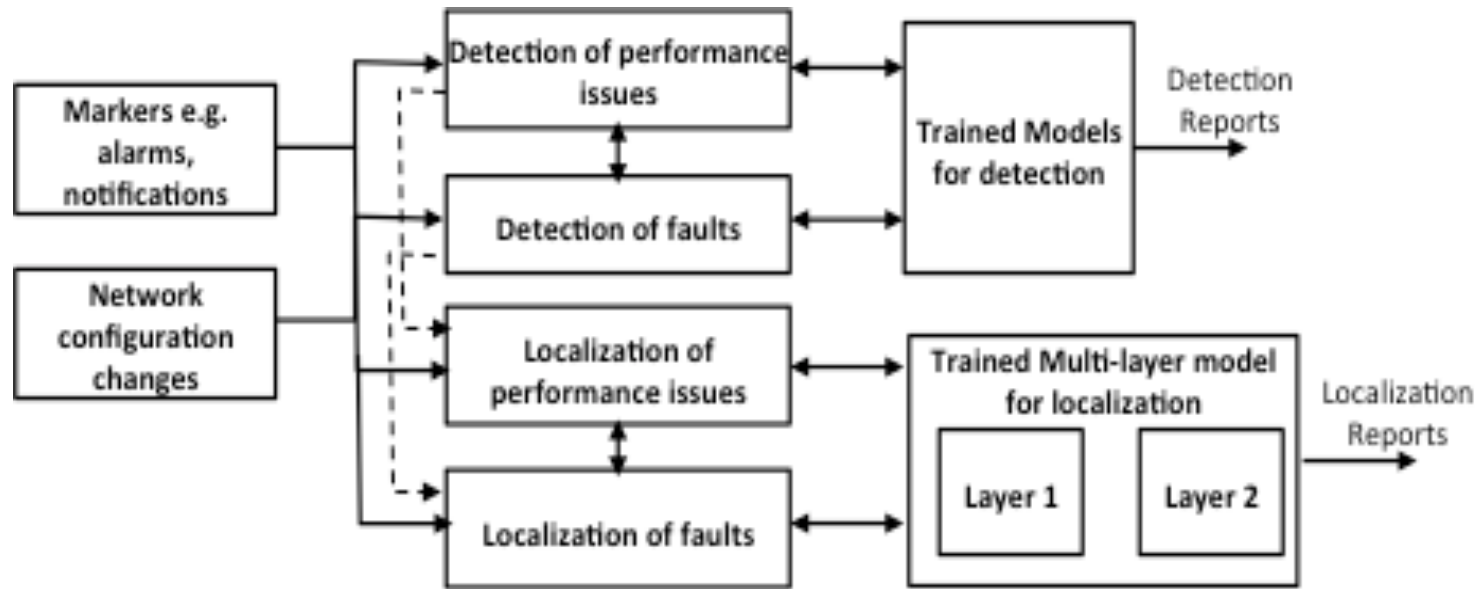 Markers e.g.
alarms,
notifications
Network
configuration
changes
Detection of performance
issues
Detection of faults
Localization of
performance issues
Localization of faults
Trained Models
for detection
Detection
Reports
Trained Multi-layer model
for localization
Layer 1
Layer 2
Localization
Reports